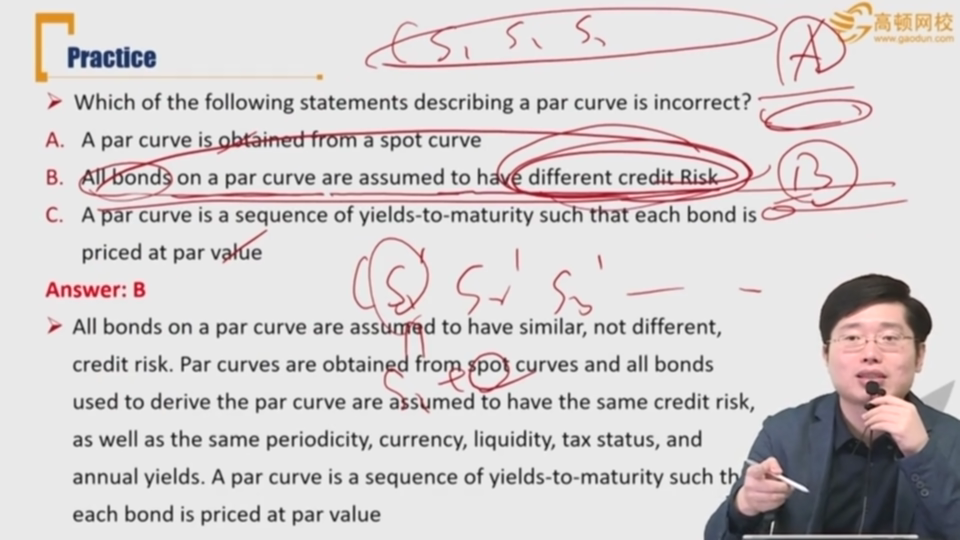 高顿网校
www.gaodun.com
Practice
S₁ S₁ S₁ A
➤ Which of the following statements describing a par curve is incorrect?
A. A par curve is obtained from a spot curve
B. All bonds on a par curve are assumed to have different credit Risk
B
C. A par curve is a sequence of yields-to-maturity such that each bond is
priced at par value
Answer: B
➤ All bonds on a par curve are assumed to have similar, not different,
credit risk. Par curves are obtained from spot curves and all bonds
used to derive the par curve are assumed to have the same credit risk,
as well as the same periodicity, currency, liquidity, tax status, and
annual yields. A par curve is a sequence of yields-to-maturity such th
each bond is priced at par value